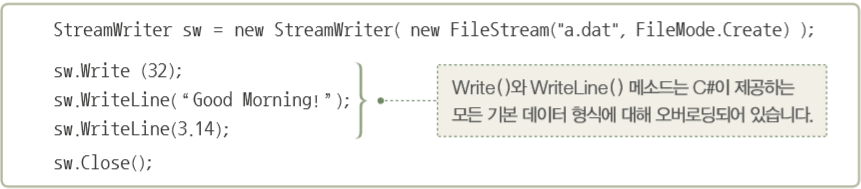 StreamWriter sw = new StreamWriter( new FileStream("a.dat", FileMode.Create) );
sw.Write (32);
sw.WriteLine(“Good Morning!”);
sw.WriteLine(3.14);
Write()와 WriteLine() 메소드는 C#이 제공하는
모든 기본 데이터 형식에 대해 오버로딩되어 있습니다.
sw.Close();